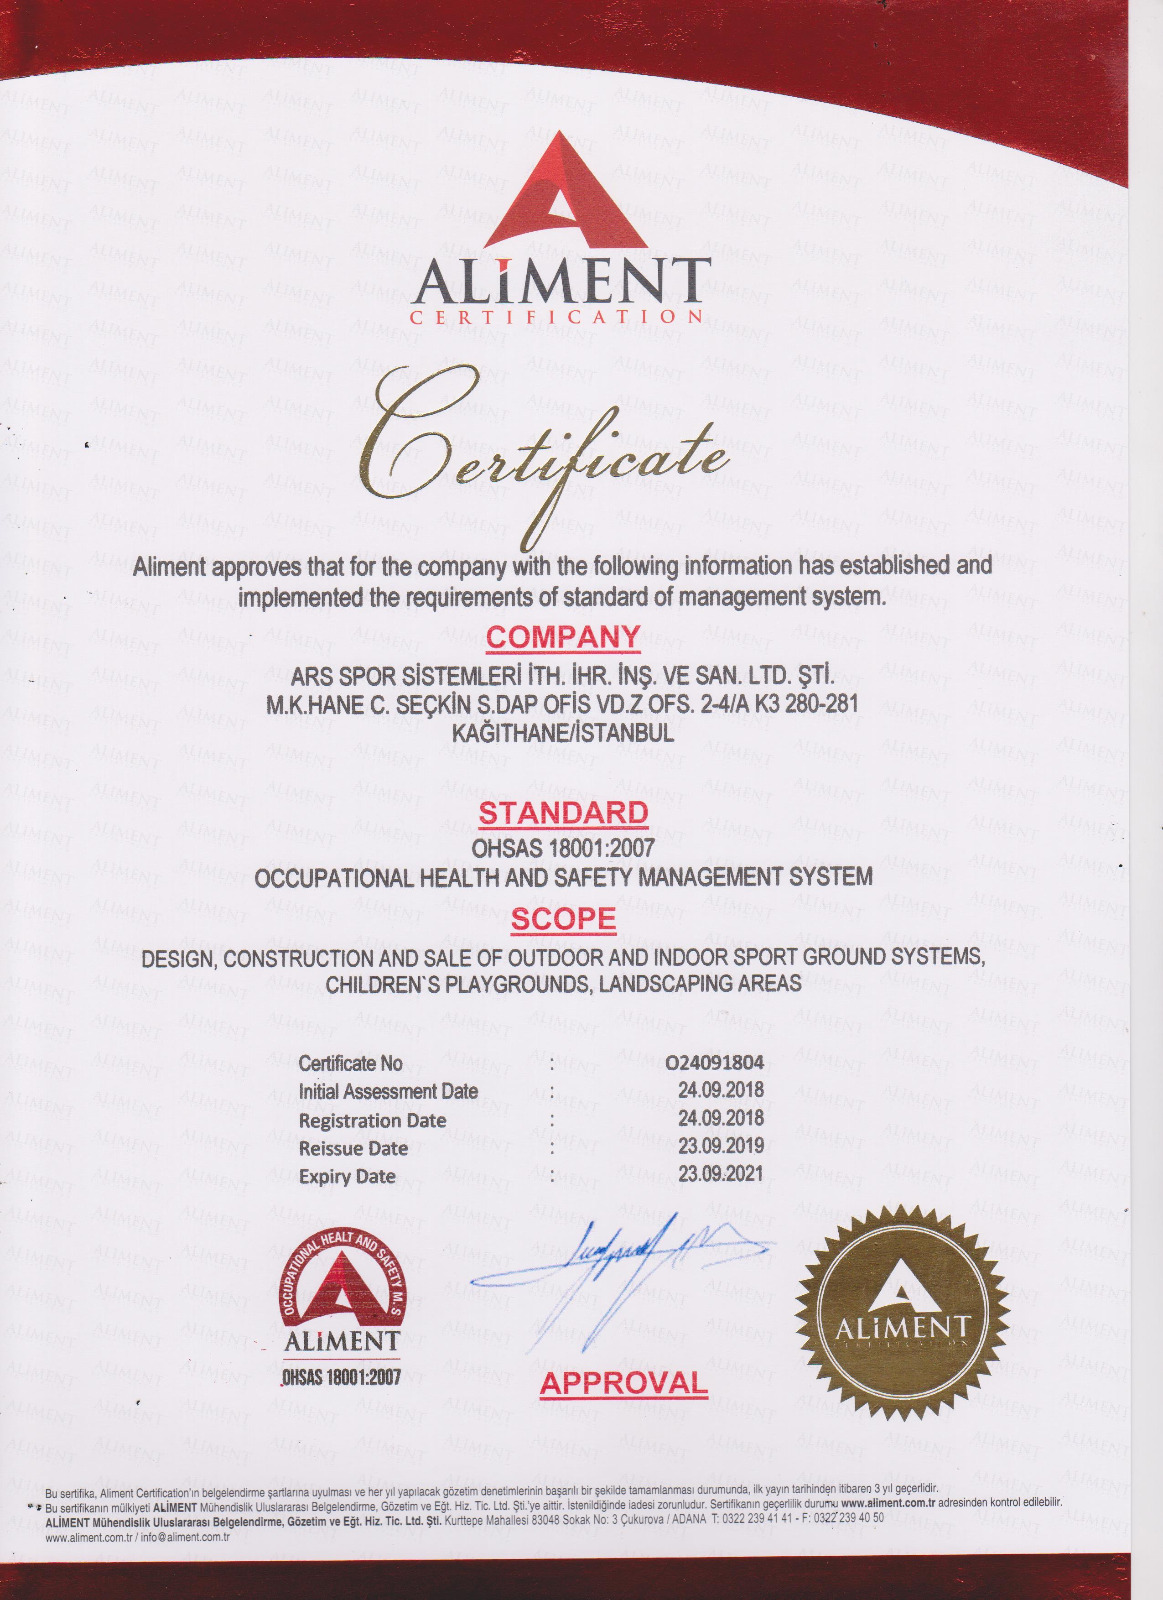 ALiMENT
CERTIFICATION
Certificate
Aliment approves that for the company with the following information has established and
implemented the requirements of standard of management system.
COMPANY
ARS SPOR SİSTEMLERİ İTH. İHR. İNŞ. VE SAN. LTD. ŞTİ.
M.K.HANE C. SEÇKİN S.DAP OFİS VD.Z OFS. 2-4/A K3 280-281
KAĞITHANE/İSTANBUL
STANDARD
OHSAS 18001:2007
OCCUPATIONAL HEALTH AND SAFETY MANAGEMENT SYSTEM
SCOPE
DESIGN, CONSTRUCTION AND SALE OF OUTDOOR AND INDOOR SPORT GROUND SYSTEMS,
CHILDREN`S PLAYGROUNDS, LANDSCAPING AREAS
Certificate No : O24091804
Initial Assessment Date : 24.09.2018
Registration Date : 24.09.2018
Reissue Date : 23.09.2019
Expiry Date : 23.09.2021
OCCUPATIONAL HEALT AND SAFETY M.S
ALiMENT
OHSAS 18001:2007
APPROVAL
ALiMENT
CERTIFICATION
Bu sertifika, Aliment Certification'ın belgelendirme şartlarına uyulması ve her yıl yapılacak gözetim denetimlerinin başarılı bir şekilde tamamlanması durumunda, ilk yayın tarihinden itibaren 3 yıl geçerlidir.
Bu sertifikanın mülkiyeti ALİMENT Mühendislik Uluslararası Belgelendirme, Gözetim ve Eğt. Hiz. Tic. Ltd. Şti.'ye aittir. İstenildiğinde iadesi zorunludur. Sertifikanın geçerlilik durumu www.aliment.com.tr adresinden kontrol edilebilir.
ALİMENT Mühendislik Uluslararası Belgelendirme, Gözetim ve Eğt. Hiz. Tic. Ltd. Şti. Kurttepe Mahallesi 83048 Sokak No: 3 Çukurova / ADANA T: 0322 239 41 41 - F: 0322 239 40 50
www.aliment.com.tr / info@aliment.com.tr